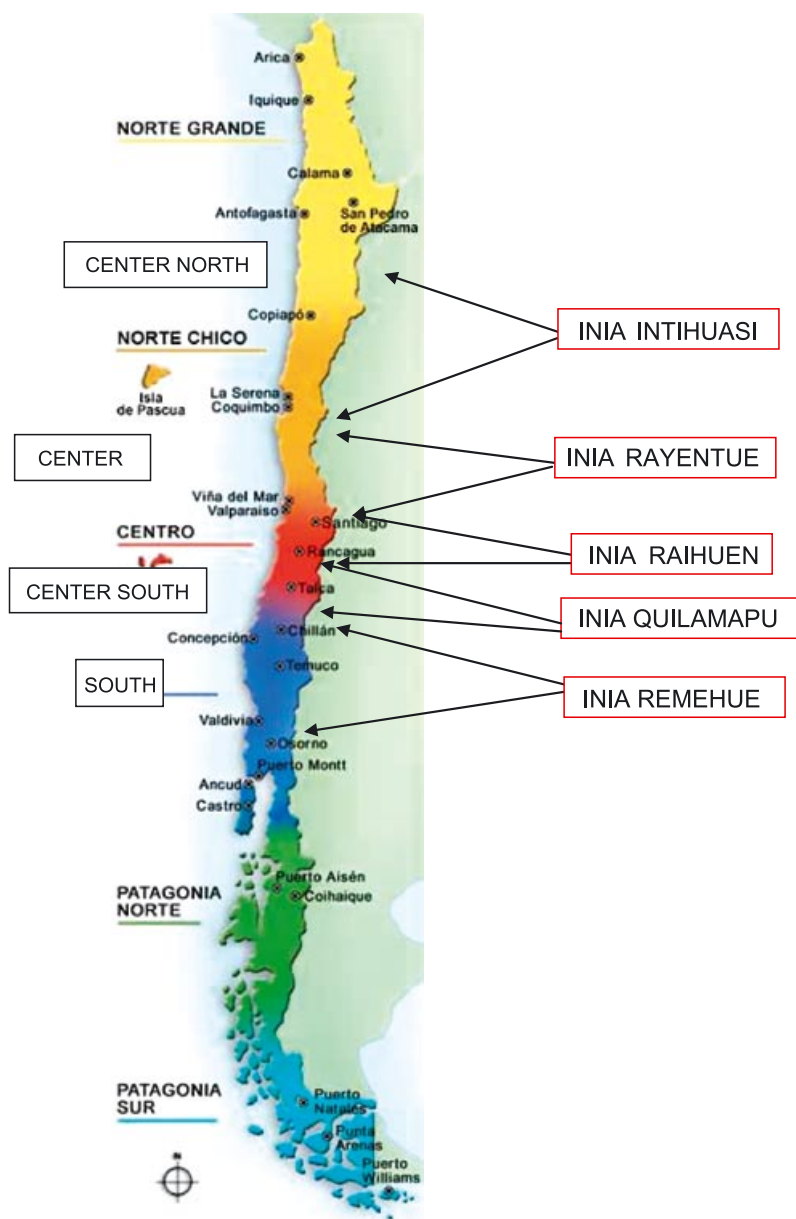 Arica
Iquique
NORTE GRANDE
Calama
Antofagasta
San Pedro
de Atacama
CENTER NORTH
Copiapó
INIA INTIHUASI
NORTE CHICO
Isla
de Pascua
La Serena
Coquimbo
CENTER
INIA RAYENTUE
Viña del Mar
Valparaiso
Santiago
CENTRO
Rancagua
INIA RAIHUEN
CENTER SOUTH
Talca
INIA QUILAMAPU
Concepción
Chillán
Temuco
SOUTH
INIA REMEHUE
Valdivia
Osorno
Puerto Montt
Ancud
Castro
Puerto Aisén
PATAGONIA
NORTE
Coihaique
PATAGONIA
SUR
Puerto
Natales
Punta
Arenas
Puerto
Williams
N